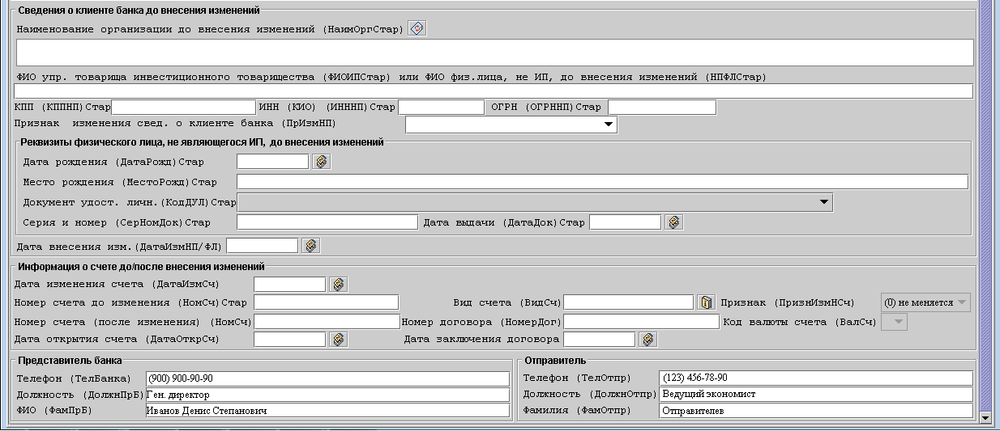 Сведения о клиенте банка до внесения изменений
Наименование организации до внесения изменений (НаимОргСтар)
ФИО упр. товарища инвестиционного товарищества (ФИОИПСтар) или ФИО физ.лица, не ИП, до внесения изменений (НПФЛСтар)
КПП (КППНП)Стар ИНН (КИО) (ИНННП)Стар ОГРН (ОГРННП)Стар
Признак изменения свед. о клиенте банка (ПрИзмНП)
Реквизиты физического лица, не являющегося ИП, до внесения изменений
Дата рождения (ДатаРожд)Стар
Место рождения (МестоРожд)Стар
Документ удост. личн.(КодДУЛ)Стар
Серия и номер (СерНомДок)Стар Дата выдачи (ДатаДок)Стар
Дата внесения изм.(ДатаИзмНП/ФЛ)
Информация о счете до/после внесения изменений
Дата изменения счета (ДатаИзмСч)
Номер счета до изменения (НомСч)Стар Вид счета (ВидСч) Признак (ПризнИзмНСч) (0) не меняется
Номер счета (после изменения) (НомСч) Номер договора (НомерДог) Код валюты счета (ВалСч)
Дата открытия счета (ДатаОткрСч) Дата заключения договора
Представитель банка Отправитель
Телефон (ТелБанка) (900) 900-90-90 Телефон (ТелОтпр) (123) 456-78-90
Должность (ДолжнПрБ) Ген. директор Должность (ДолжнОтпр) Ведущий экономист
ФИО (ФамПрБ) Иванов Денис Степанович Фамилия (ФамОтпр) Отправителев